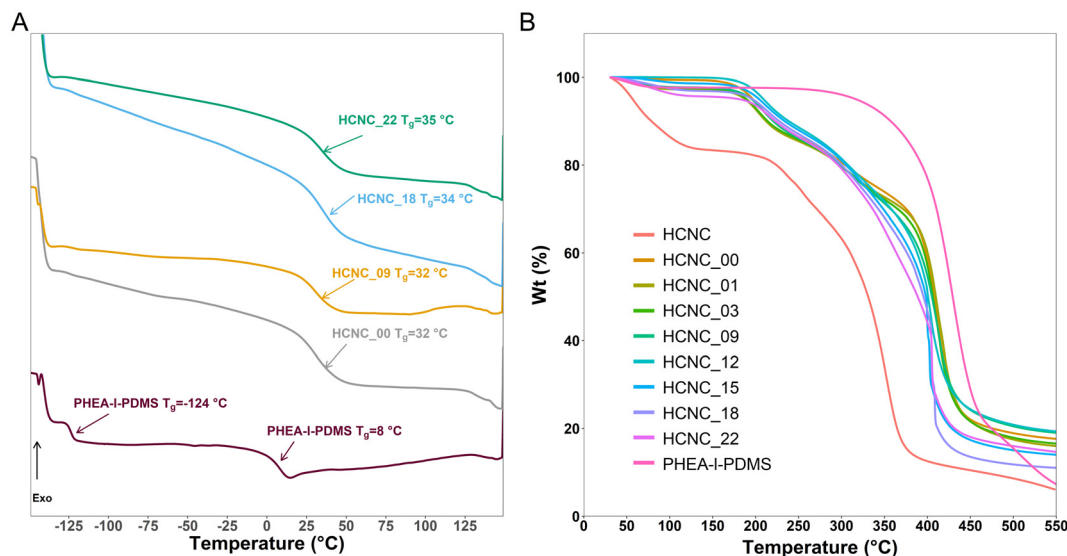 A
HCNC_22 Tg=35 °C
HCNC_18 Tg=34 °C
HCNC_09 Tg=32 °C
HCNC_00 Tg=32 °C
PHEA-I-PDMS Tg=-124 °C
PHEA-I-PDMS Tg=8 °C
Exo
-125 -100 -75 -50 -25 0 25 50 75 100 125
Temperature (°C)
B
Wt (%)
100
80
60
40
20
0
HCNC
HCNC_00
HCNC_01
HCNC_03
HCNC_09
HCNC_12
HCNC_15
HCNC_18
HCNC_22
PHEA-I-PDMS
0 50 100 150 200 250 300 350 400 450 500 550
Temperature (°C)